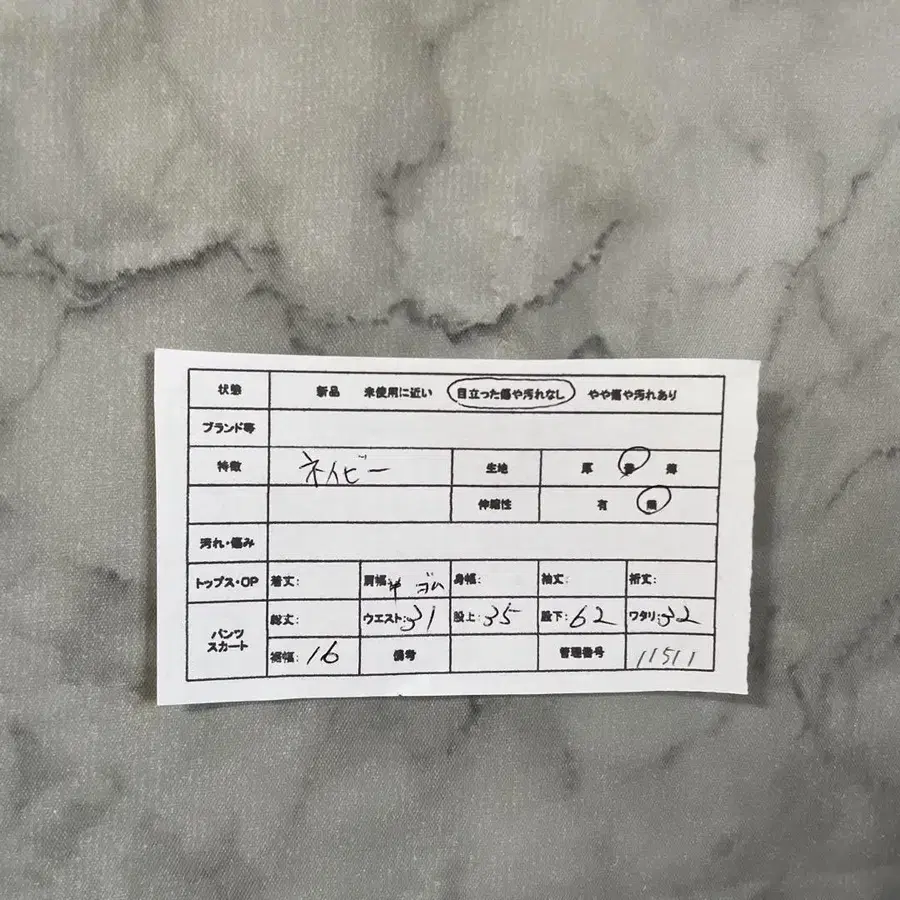 状態 新品 未使用に近い 目立った傷や汚れなし やや傷や汚れあり
ブランド等
特徴 ネイビー 生地 厚 普 薄
伸縮性 有 無
汚れ・傷み
トップス・OP 着丈: 肩幅: ゴム 身幅: 袖丈: 裄丈:
パンツ スカート 総丈: ウエスト:31 股上:35 股下:62 ワタリ:32
裾幅:16 備考 管理番号 11511